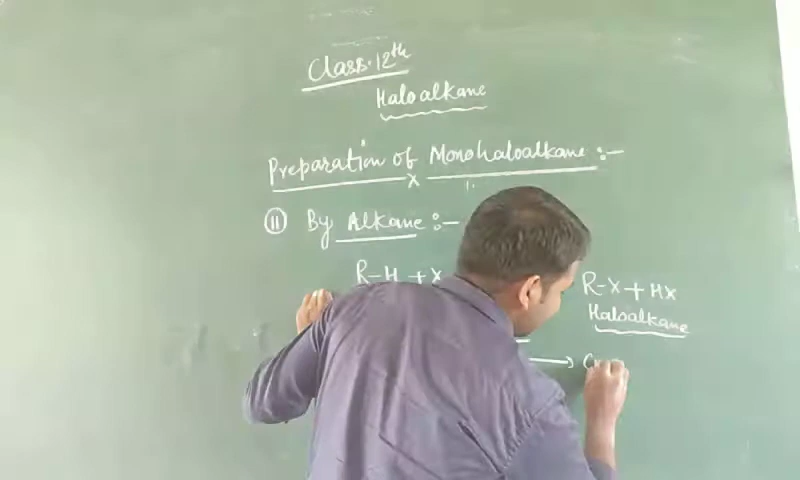 Class.12th
Haloalkane
Preparation of Monohaloalkane :-
II By Alkane :-
R-H + X R-X + HX
Haloalkane
→